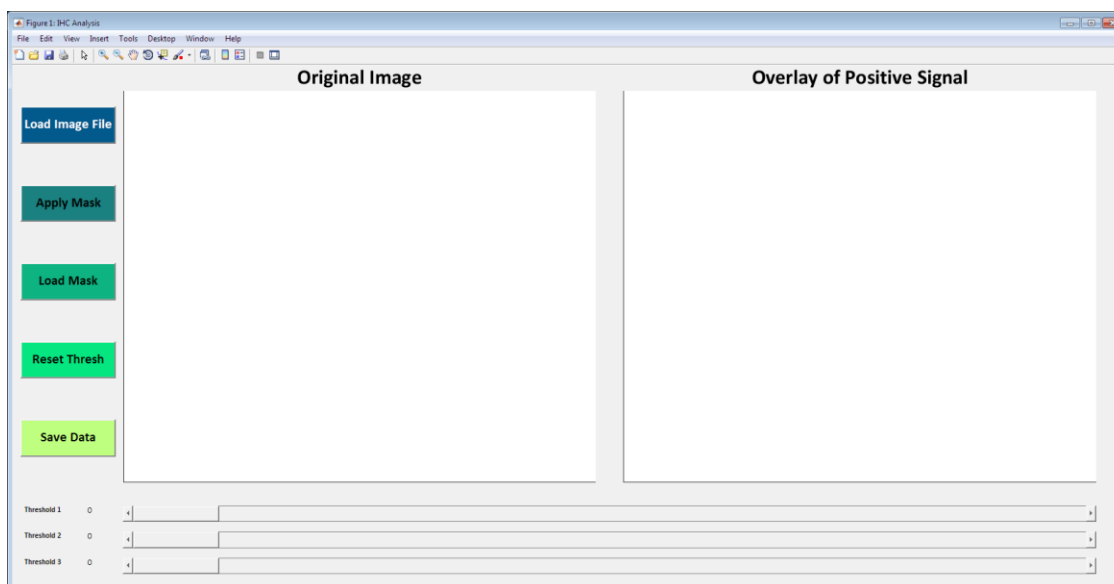 Figure 1: IHC Analysis
File Edit View Insert Tools Desktop Window Help
Original Image
Overlay of Positive Signal
Load Image File
Apply Mask
Load Mask
Reset Thresh
Save Data
Threshold 1 0
Threshold 2 0
Threshold 3 0